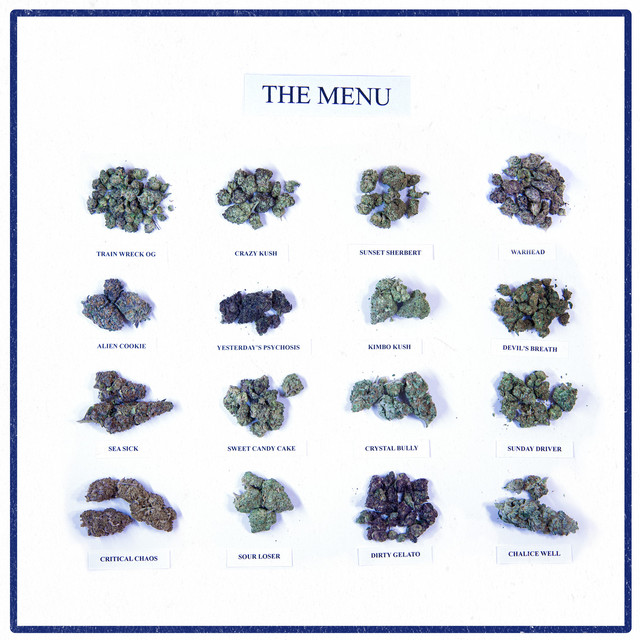 THE MENU
TRAIN WRECK OG
CRAZY KUSH
SUNSET SHERBERT
WARHEAD
ALIEN COOKIE
YESTERDAY'S PSYCHOSIS
KIMBO KUSH
DEVIL'S BREATH
SEA SICK
SWEET CANDY CAKE
CRYSTAL BULLY
SUNDAY DRIVER
CRITICAL CHAOS
SOUR LOSER
DIRTY GELATO
CHALICE WELL